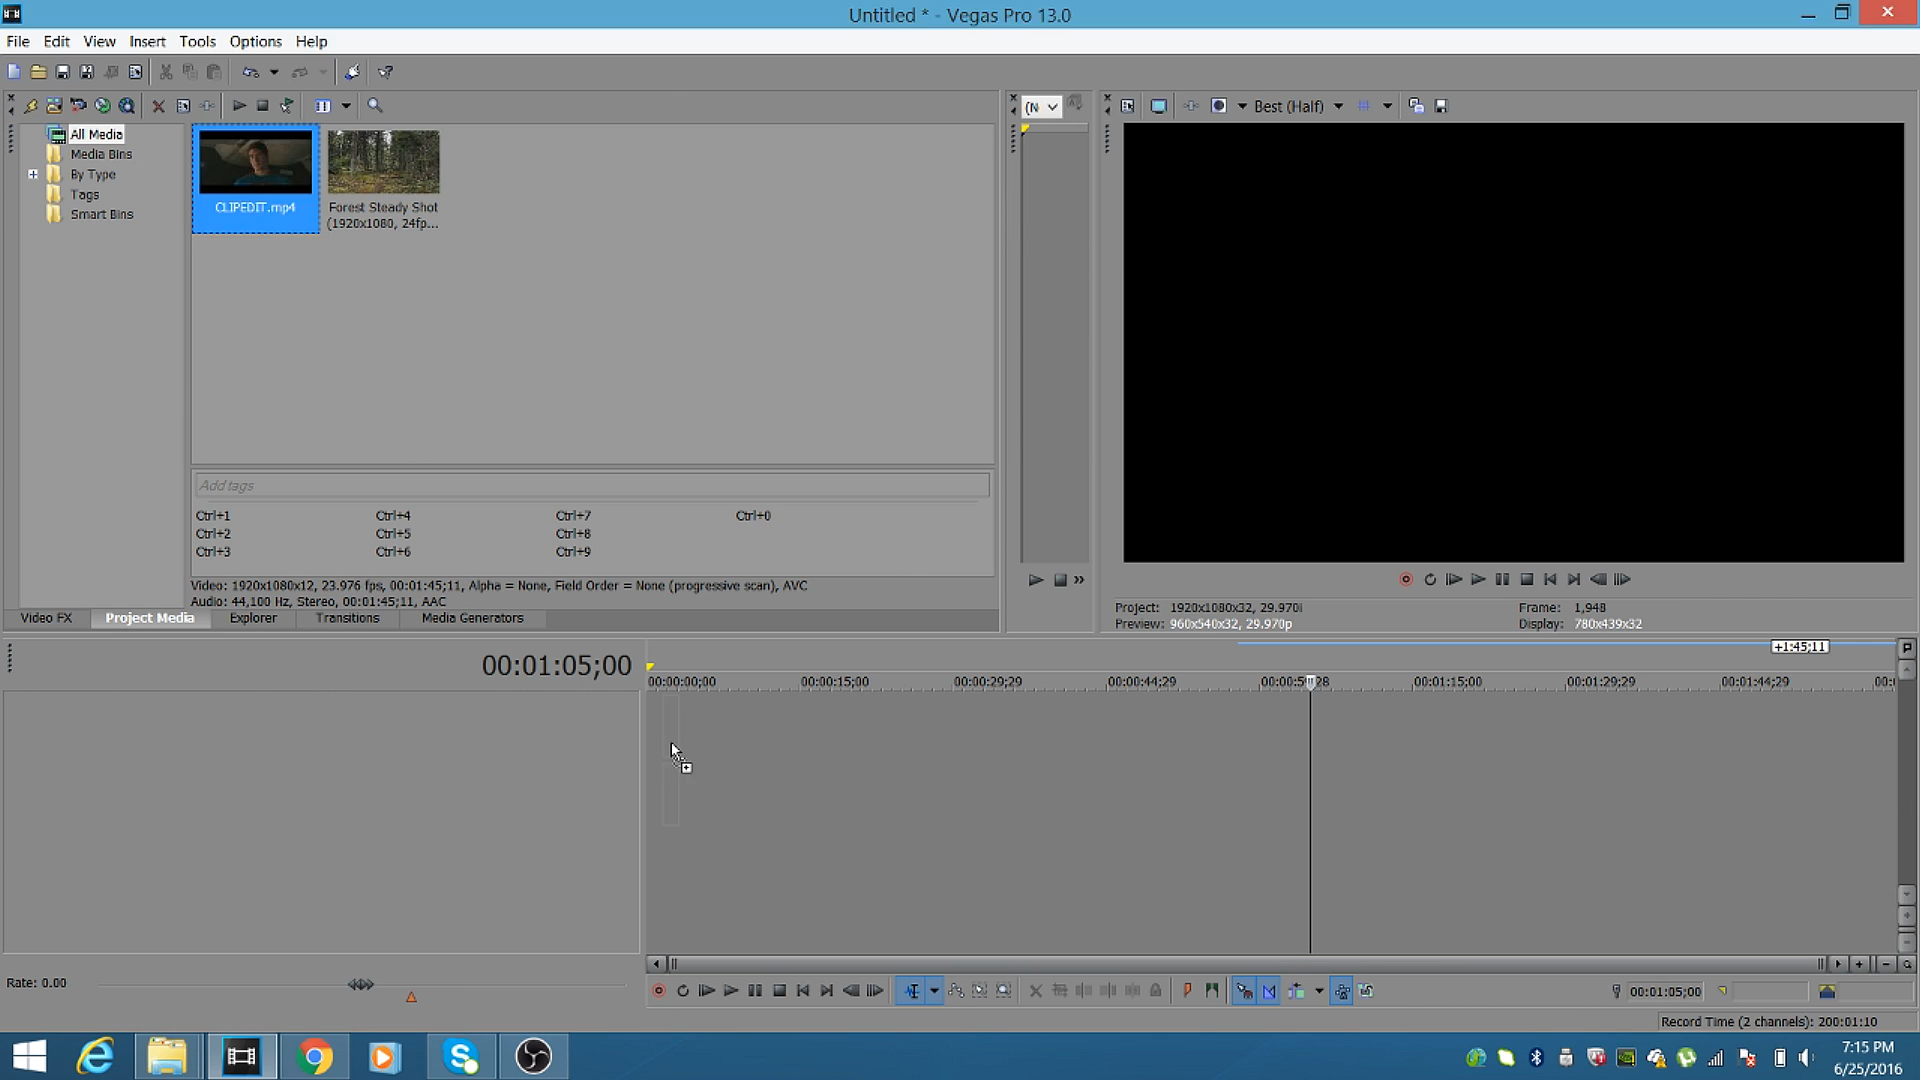 Untitled * - Vegas Pro 13.0
File Edit View Insert Tools Options Help
(N
Best (Half)
All Media
Media Bins
By Type
Tags
Smart Bins
CLIPEDIT.mp4
Forest Steady Shot
(1920x1080, 24fp...
Add tags
Ctrl+1 Ctrl+4 Ctrl+7 Ctrl+0
Ctrl+2 Ctrl+5 Ctrl+8
Ctrl+3 Ctrl+6 Ctrl+9
Video: 1920x1080x12, 23.976 fps, 00:01:45;11, Alpha = None, Field Order = None (progressive scan), AVC
Audio: 44,100 Hz, Stereo, 00:01:45;11, AAC
Video FX Project Media Explorer Transitions Media Generators
Project: 1920x1080x32, 29.970i
Preview: 960x540x32, 29.970p
Frame: 1,948
Display: 780x439x32
+1:45;11
00:01:05;00
00:00:00;00 00:00:15;00 00:00:29;29 00:00:44;29 00:00:5 28 00:01:15;00 00:01:29;29 00:01:44;29 00:
Rate: 0.00
00:01:05;00
Record Time (2 channels): 200:01:10
7:15 PM
6/25/2016